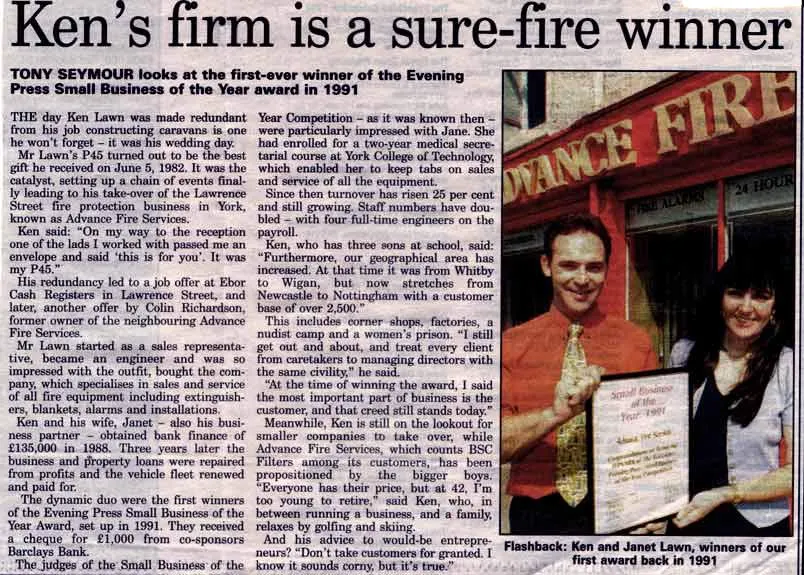 Ken's firm is a sure-fire winner
TONY SEYMOUR looks at the first-ever winner of the Evening
Press Small Business of the Year award in 1991
THE day Ken Lawn was made redundant
from his job constructing caravans is one
he won't forget – it was his wedding day.
Mr Lawn's P45 turned out to be the best
gift he received on June 5, 1982. It was the
catalyst, setting up a chain of events final-
ly leading to his take-over of the Lawrence
Street fire protection business in York,
known as Advance Fire Services.
Ken said: "On my way to the reception
one of the lads I worked with passed me an
envelope and said 'this is for you'. It was
my P45."
His redundancy led to a job offer at Ebor
Cash Registers in Lawrence Street, and
later, another offer by Colin Richardson,
former owner of the neighbouring Advance
Fire Services.
Mr Lawn started as a sales representa-
tive, became an engineer and was so
impressed with the outfit, bought the com-
pany, which specialises in sales and service
of all fire equipment including extinguish-
ers, blankets, alarms and installations.
Ken and his wife, Janet – also his busi-
ness partner – obtained bank finance of
£135,000 in 1988. Three years later the
business and property loans were repaired
from profits and the vehicle fleet renewed
and paid for.
The dynamic duo were the first winners
of the Evening Press Small Business of the
Year Award, set up in 1991. They received
a cheque for £1,000 from co-sponsors
Barclays Bank.
The judges of the Small Business of the
Year Competition - as it was known then –
were particularly impressed with Jane. She
had enrolled for a two-year medical secre-
tarial course at York College of Technology,
which enabled her to keep tabs on sales
and service of all the equipment.
Since then turnover has risen 25 per cent
and still growing. Staff numbers have dou-
bled – with four full-time engineers on the
payroll.
Ken, who has three sons at school, said:
"Furthermore, our geographical area has
increased. At that time it was from Whitby
to Wigan, but now stretches from
Newcastle to Nottingham with a customer
base of over 2,500."
This includes corner shops, factories, a
nudist camp and a women's prison. "I still
get out and about, and treat every client
from caretakers to managing directors with
the same civility," he said.
"At the time of winning the award, I said
the most important part of business is the
customer, and that creed still stands today."
Meanwhile, Ken is still on the lookout for
smaller companies to take over, while
Advance Fire Services, which counts BSC
Filters among its customers, has been
propositioned by the bigger boys.
"Everyone has their price, but at 42, I'm
too young to retire," said Ken, who, in
between running a business, and a family,
relaxes by golfing and skiing.
And his advice to would-be entrepre-
neurs? "Don't take customers for granted. I
know it sounds corny, but it's true."
DVANCE FIRE
FIRE ALARMS
24 HOUR
Small Business
of the
Year 1991
Advance Fire Services
Flashback: Ken and Janet Lawn, winners of our
first award back in 1991